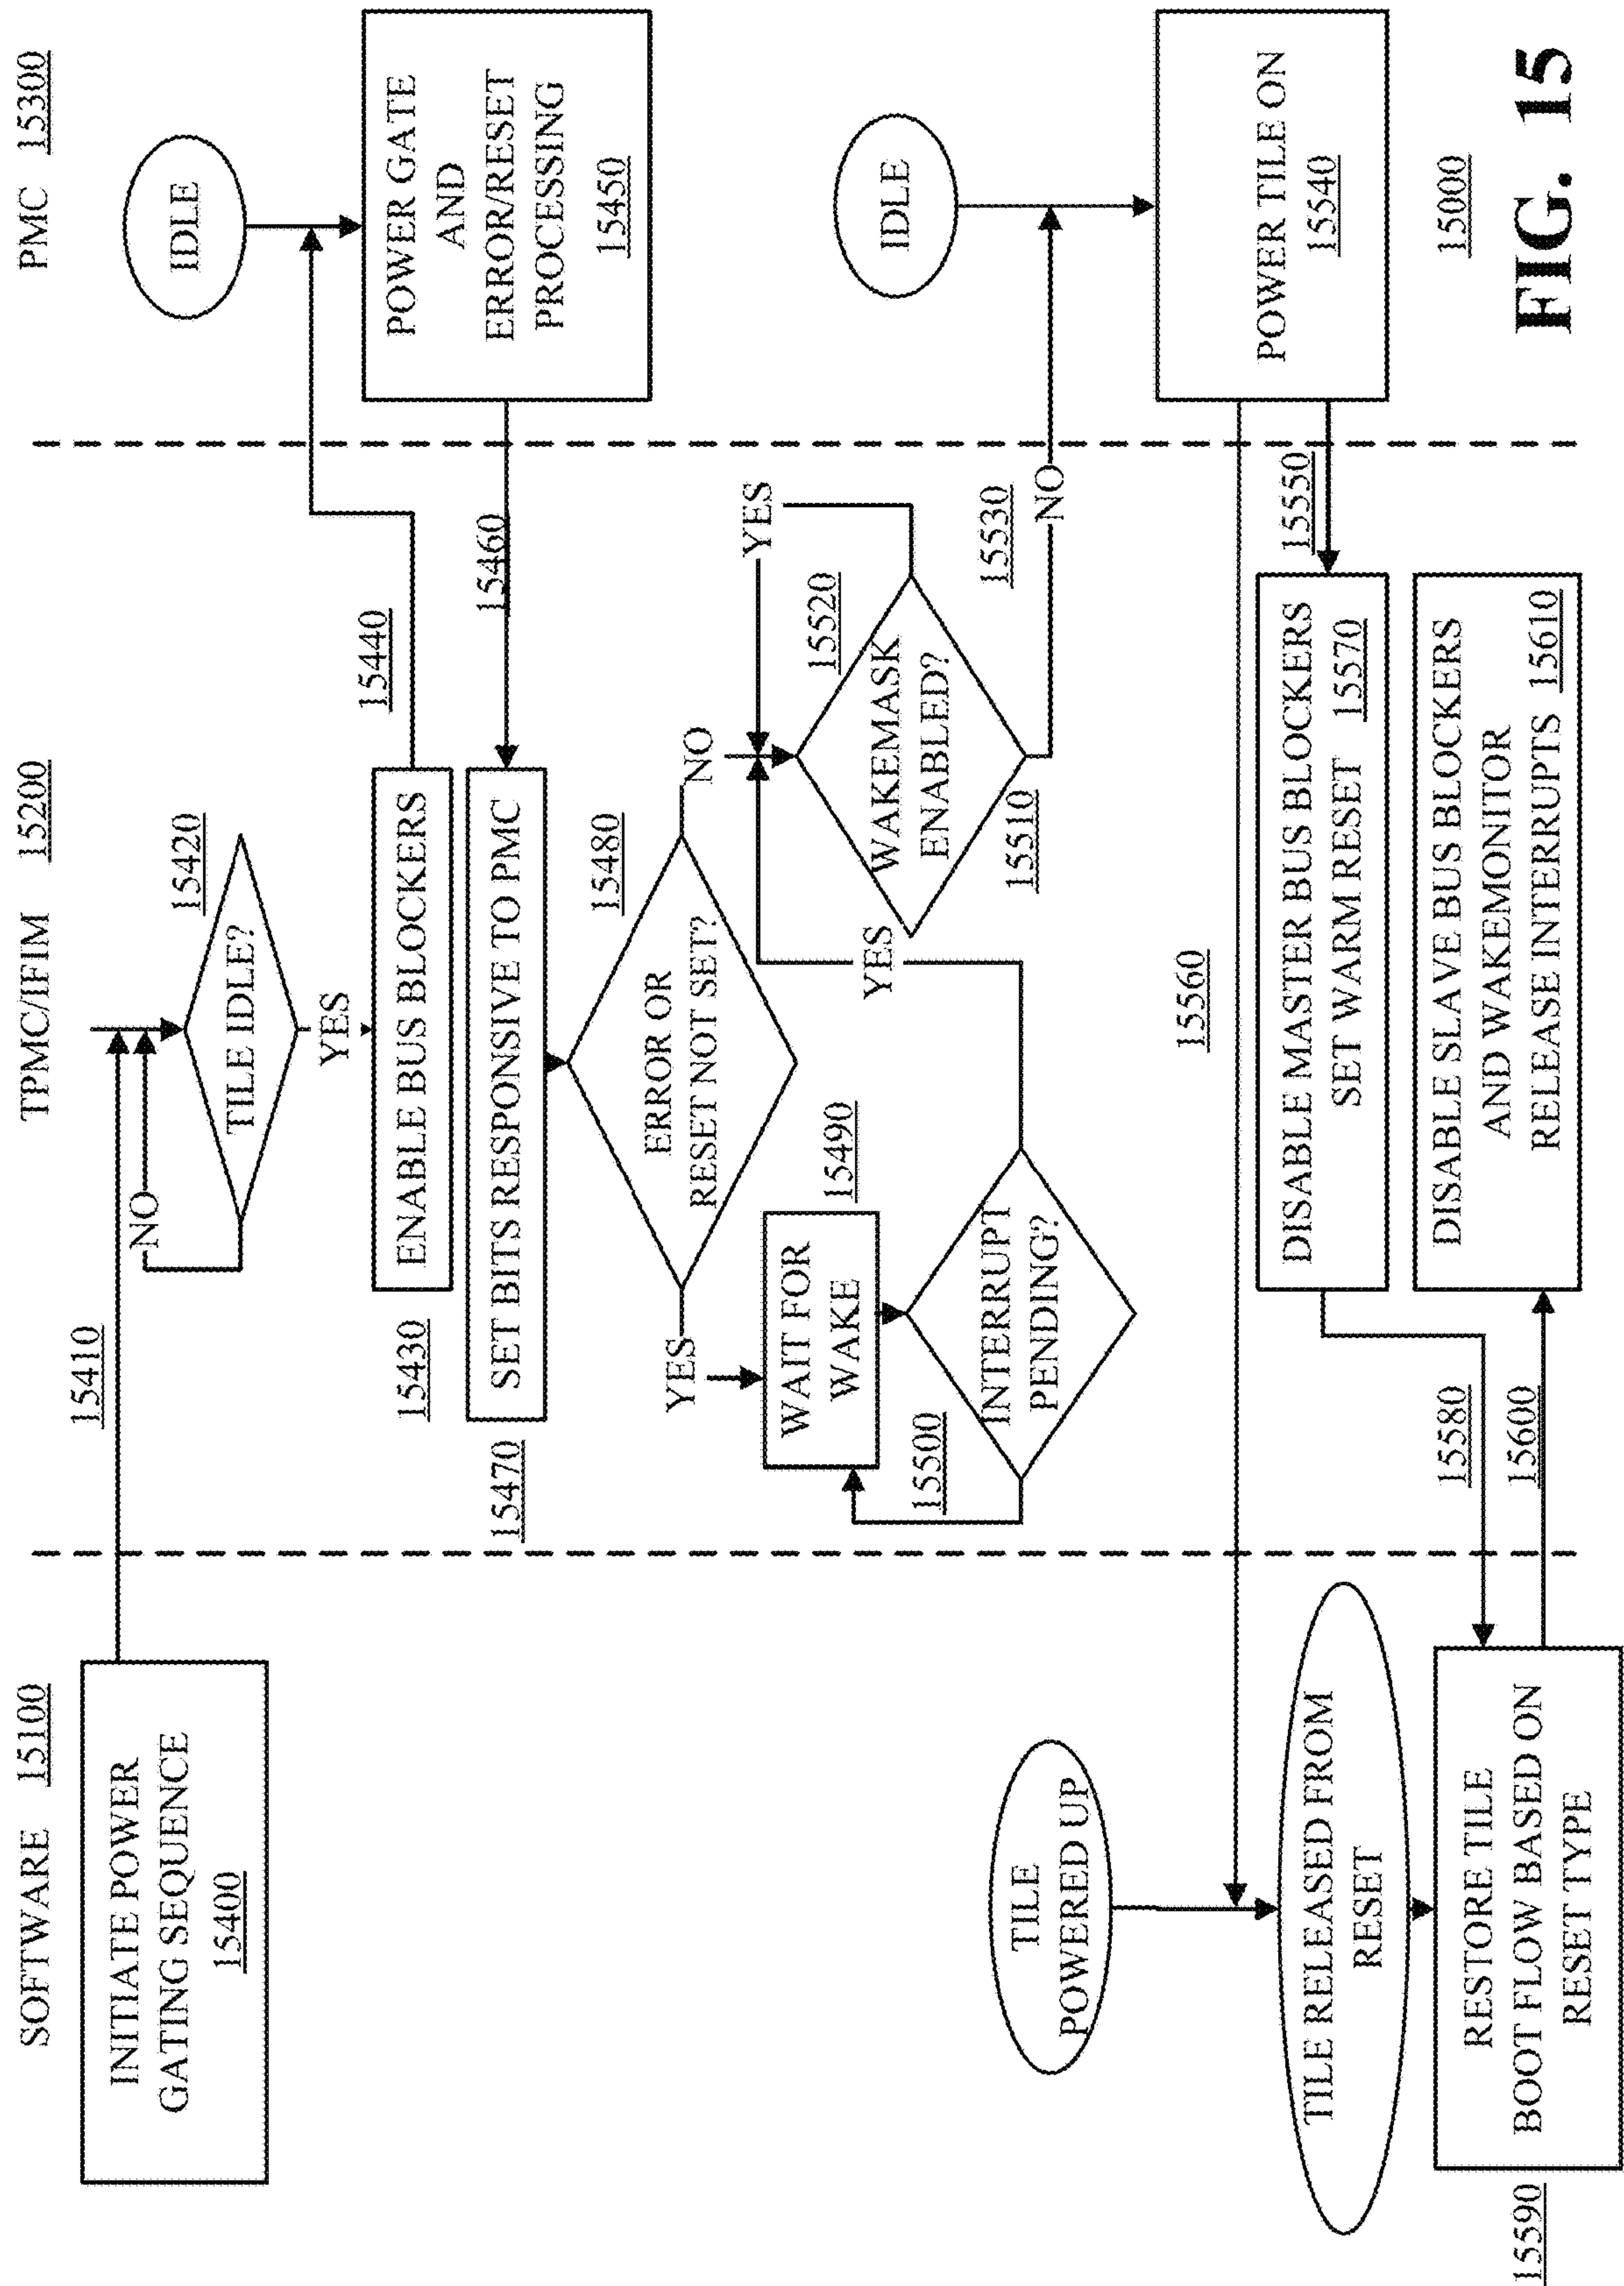 SOFTWARE 15100
TPMC/IFIM 15200
PMC 15300
INITIATE POWER
GATING SEQUENCE
15400
15410
NO
TILE IDLE?
15420
YES
IDLE
15430
ENABLE BUS BLOCKERS
15440
POWER GATE
AND
ERROR/RESET
PROCESSING
15450
15460
15470
SET BITS RESPONSIVE TO PMC
ERROR OR
RESET NOT SET?
15480
YES
NO
WAIT FOR
WAKE
15490
15500
INTERRUPT
PENDING?
YES
YES
WAKEMASK
ENABLED?
15520
15510
15530
NO
IDLE
POWER TILE ON
15540
15550
15560
TILE
POWERED UP
TILE RELEASED FROM
RESET
DISABLE MASTER BUS BLOCKERS
SET WARM RESET 15570
15580
15590
RESTORE TILE
BOOT FLOW BASED ON
RESET TYPE
15600
DISABLE SLAVE BUS BLOCKERS
AND WAKEMONITOR
RELEASE INTERRUPTS 15610
15000
FIG. 15